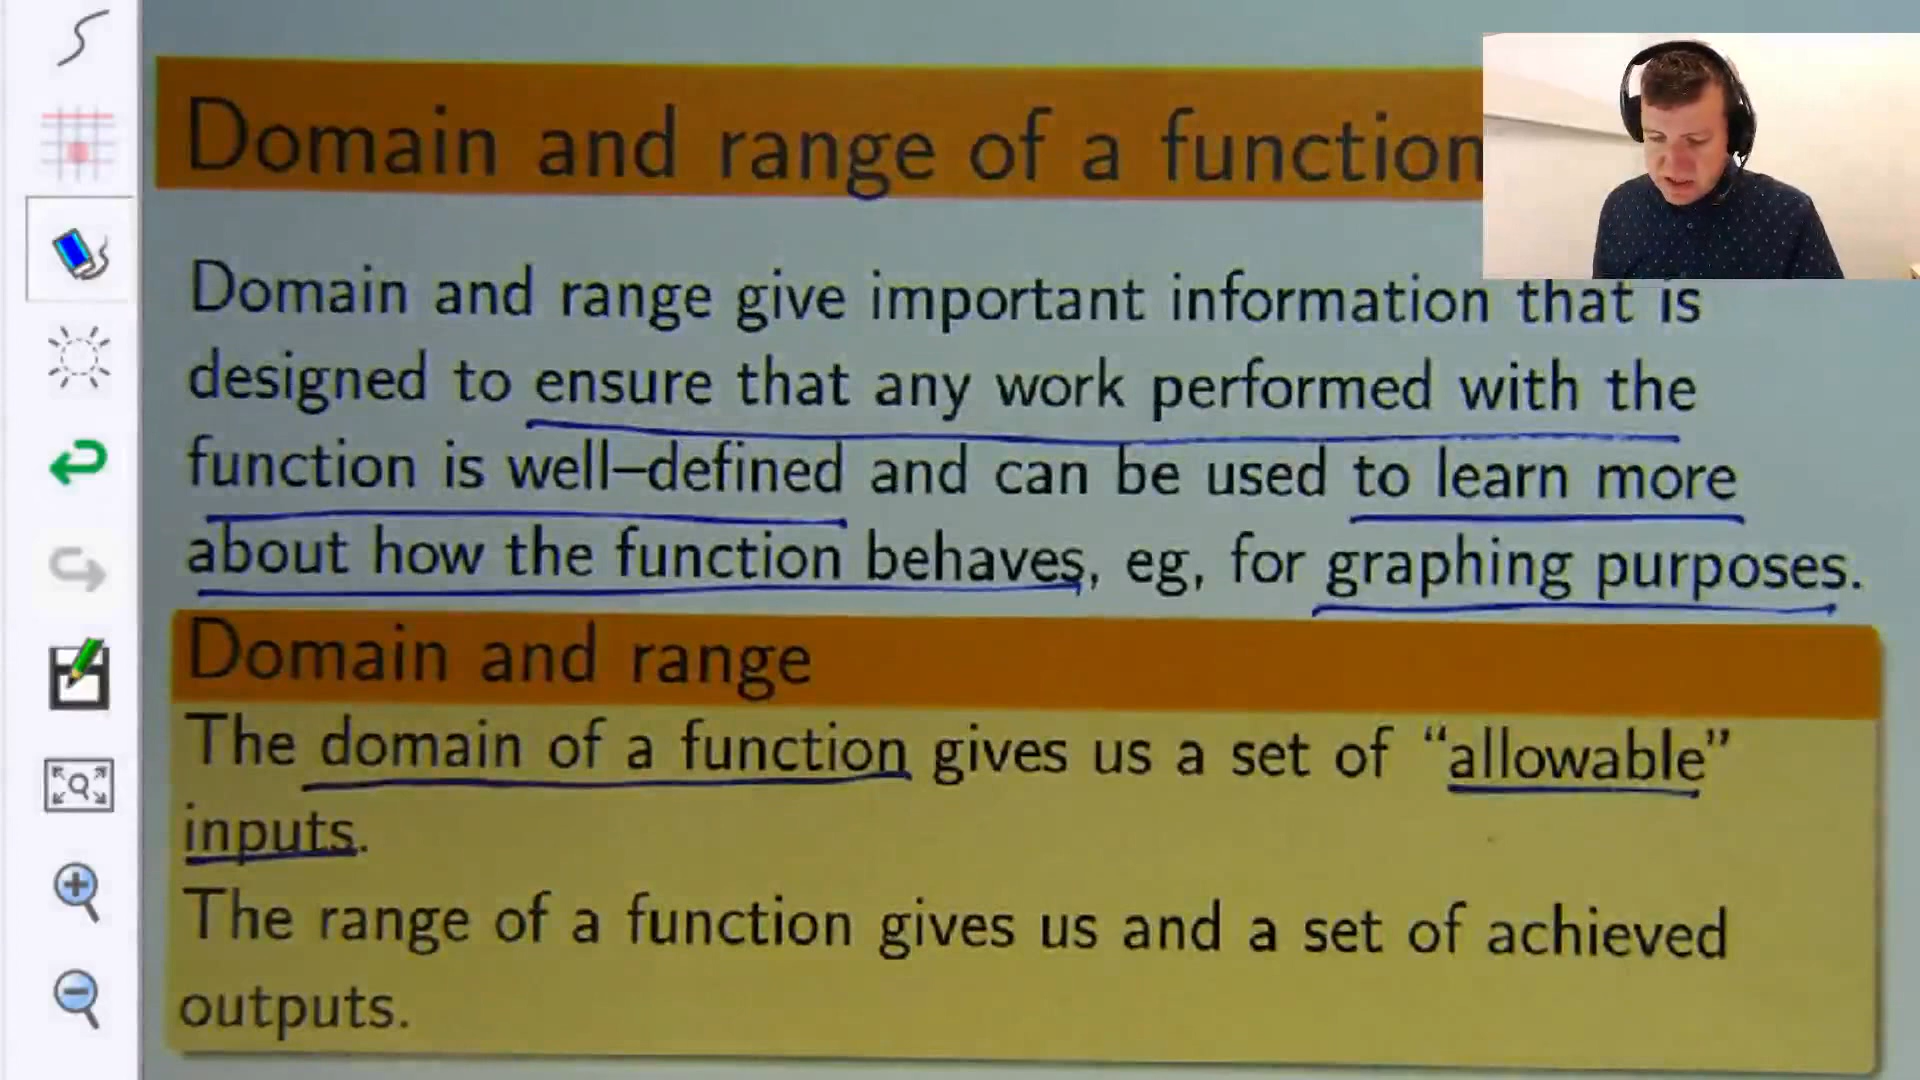 Domain and range of a function
Domain and range give important information that is
designed to ensure that any work performed with the
function is well–defined and can be used to learn more
about how the function behaves, eg, for graphing purposes.
Domain and range
The domain of a function gives us a set of “allowable”
inputs.
The range of a function gives us and a set of achieved
outputs.